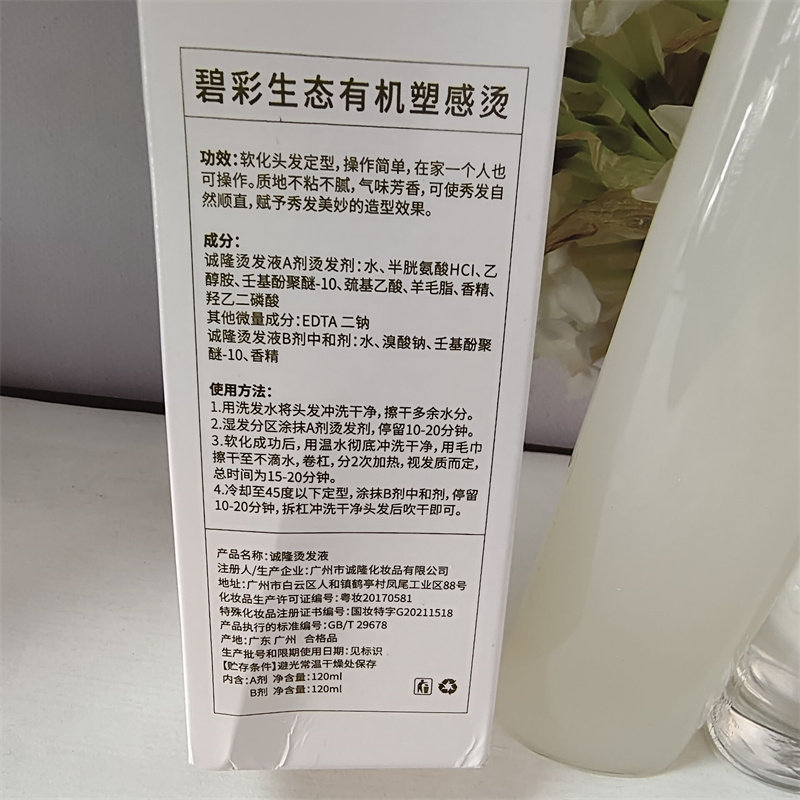 碧彩生态有机塑感烫
功效：软化头发定型，操作简单，在家一个人也
可操作。质地不粘不腻，气味芳香，可使秀发自
然顺直，赋予秀发美妙的造型效果。
成分：
诚隆烫发液A剂烫发剂：水、半胱氨酸HCl、乙
醇胺、壬基酚聚醚-10、巯基乙酸、羊毛脂、香精、
羟乙二磷酸
其他微量成分：EDTA 二钠
诚隆烫发液B剂中和剂：水、溴酸钠、壬基酚聚
醚-10、香精
使用方法：
1.用洗发水将头发冲洗干净，擦干多余水分。
2.湿发分区涂抹A剂烫发剂，停留10-20分钟。
3.软化成功后，用温水彻底冲洗干净，用毛巾
擦干至不滴水，卷杠，分2次加热，视发质而定，
总时间为15-20分钟。
4.冷却至45度以下定型，涂抹B剂中和剂，停留
10-20分钟，拆杠冲洗干净头发后吹干即可。
产品名称：诚隆烫发液
注册人/生产企业：广州市诚隆化妆品有限公司
地址：广州市白云区人和镇鹤亭村凤尾工业区88号
化妆品生产许可证编号：粤妆20170581
特殊化妆品注册证书编号：国妆特字G20211518
产品执行的标准编号：GB/T 29678
产地：广东 广州 合格品
生产批号和限期使用日期：见标识
【贮存条件】避光常温干燥处保存
内含：A剂 净含量：120ml
B剂 净含量：120ml